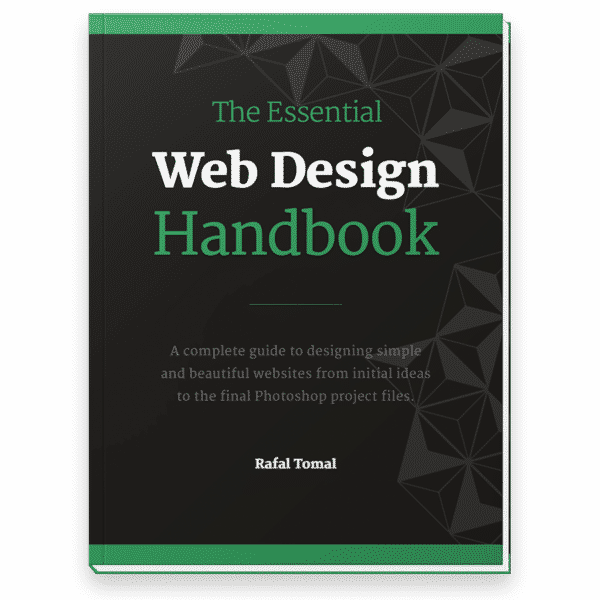 The Essential
Web Design
Handbook
A complete guide to designing simple
and beautiful websites from initial ideas
to the final Photoshop project files.
Rafal Tomal